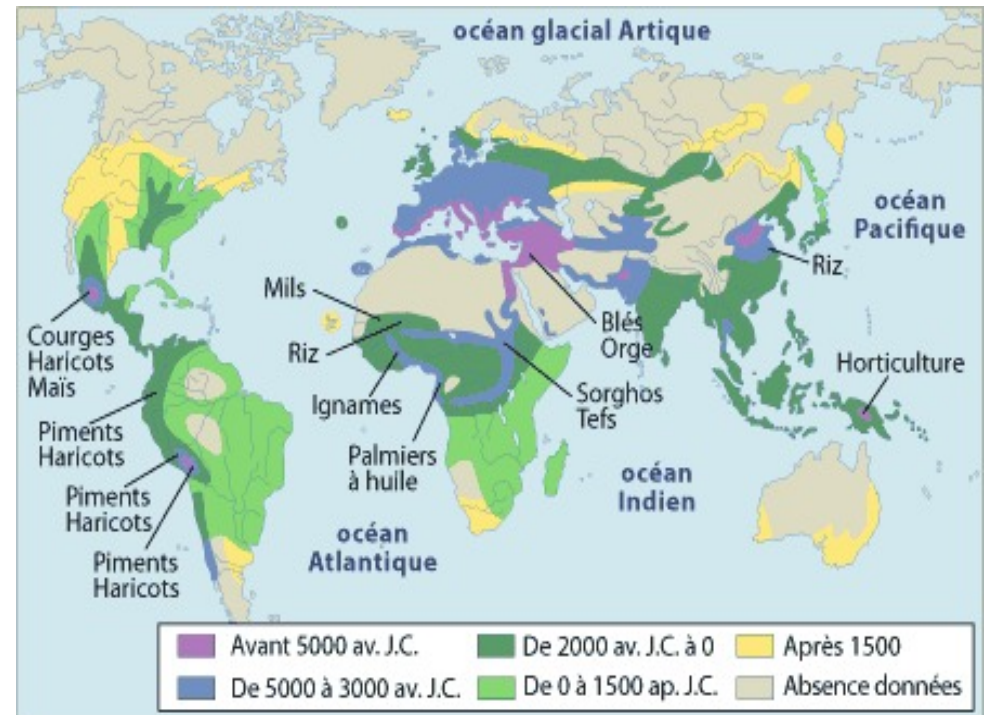 océan glacial Artique
océan
Pacifique
Riz
Mils
Riz
Ignames
Palmiers
à huile
Blés
Orge
Sorghos
Tefs
Horticulture
Courges
Haricots
Maïs
Piments
Haricots
Piments
Haricots
Piments
Haricots
océan
Indien
océan
Atlantique
Avant 5000 av. J.C.
De 2000 av. J.C. à 0
Après 1500
De 5000 à 3000 av. J.C.
De 0 à 1500 ap. J.C.
Absence données